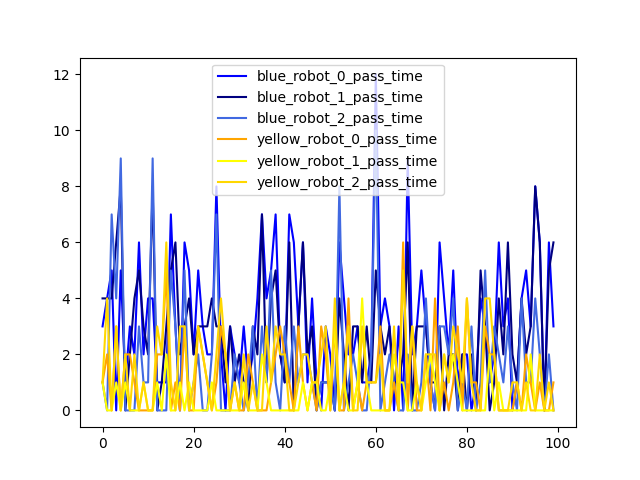 12
10
8
6
4
2
0
blue_robot_0_pass_time
blue_robot_1_pass_time
blue_robot_2_pass_time
yellow_robot_0_pass_time
yellow_robot_1_pass_time
yellow_robot_2_pass_time
0 20 40 60 80 100